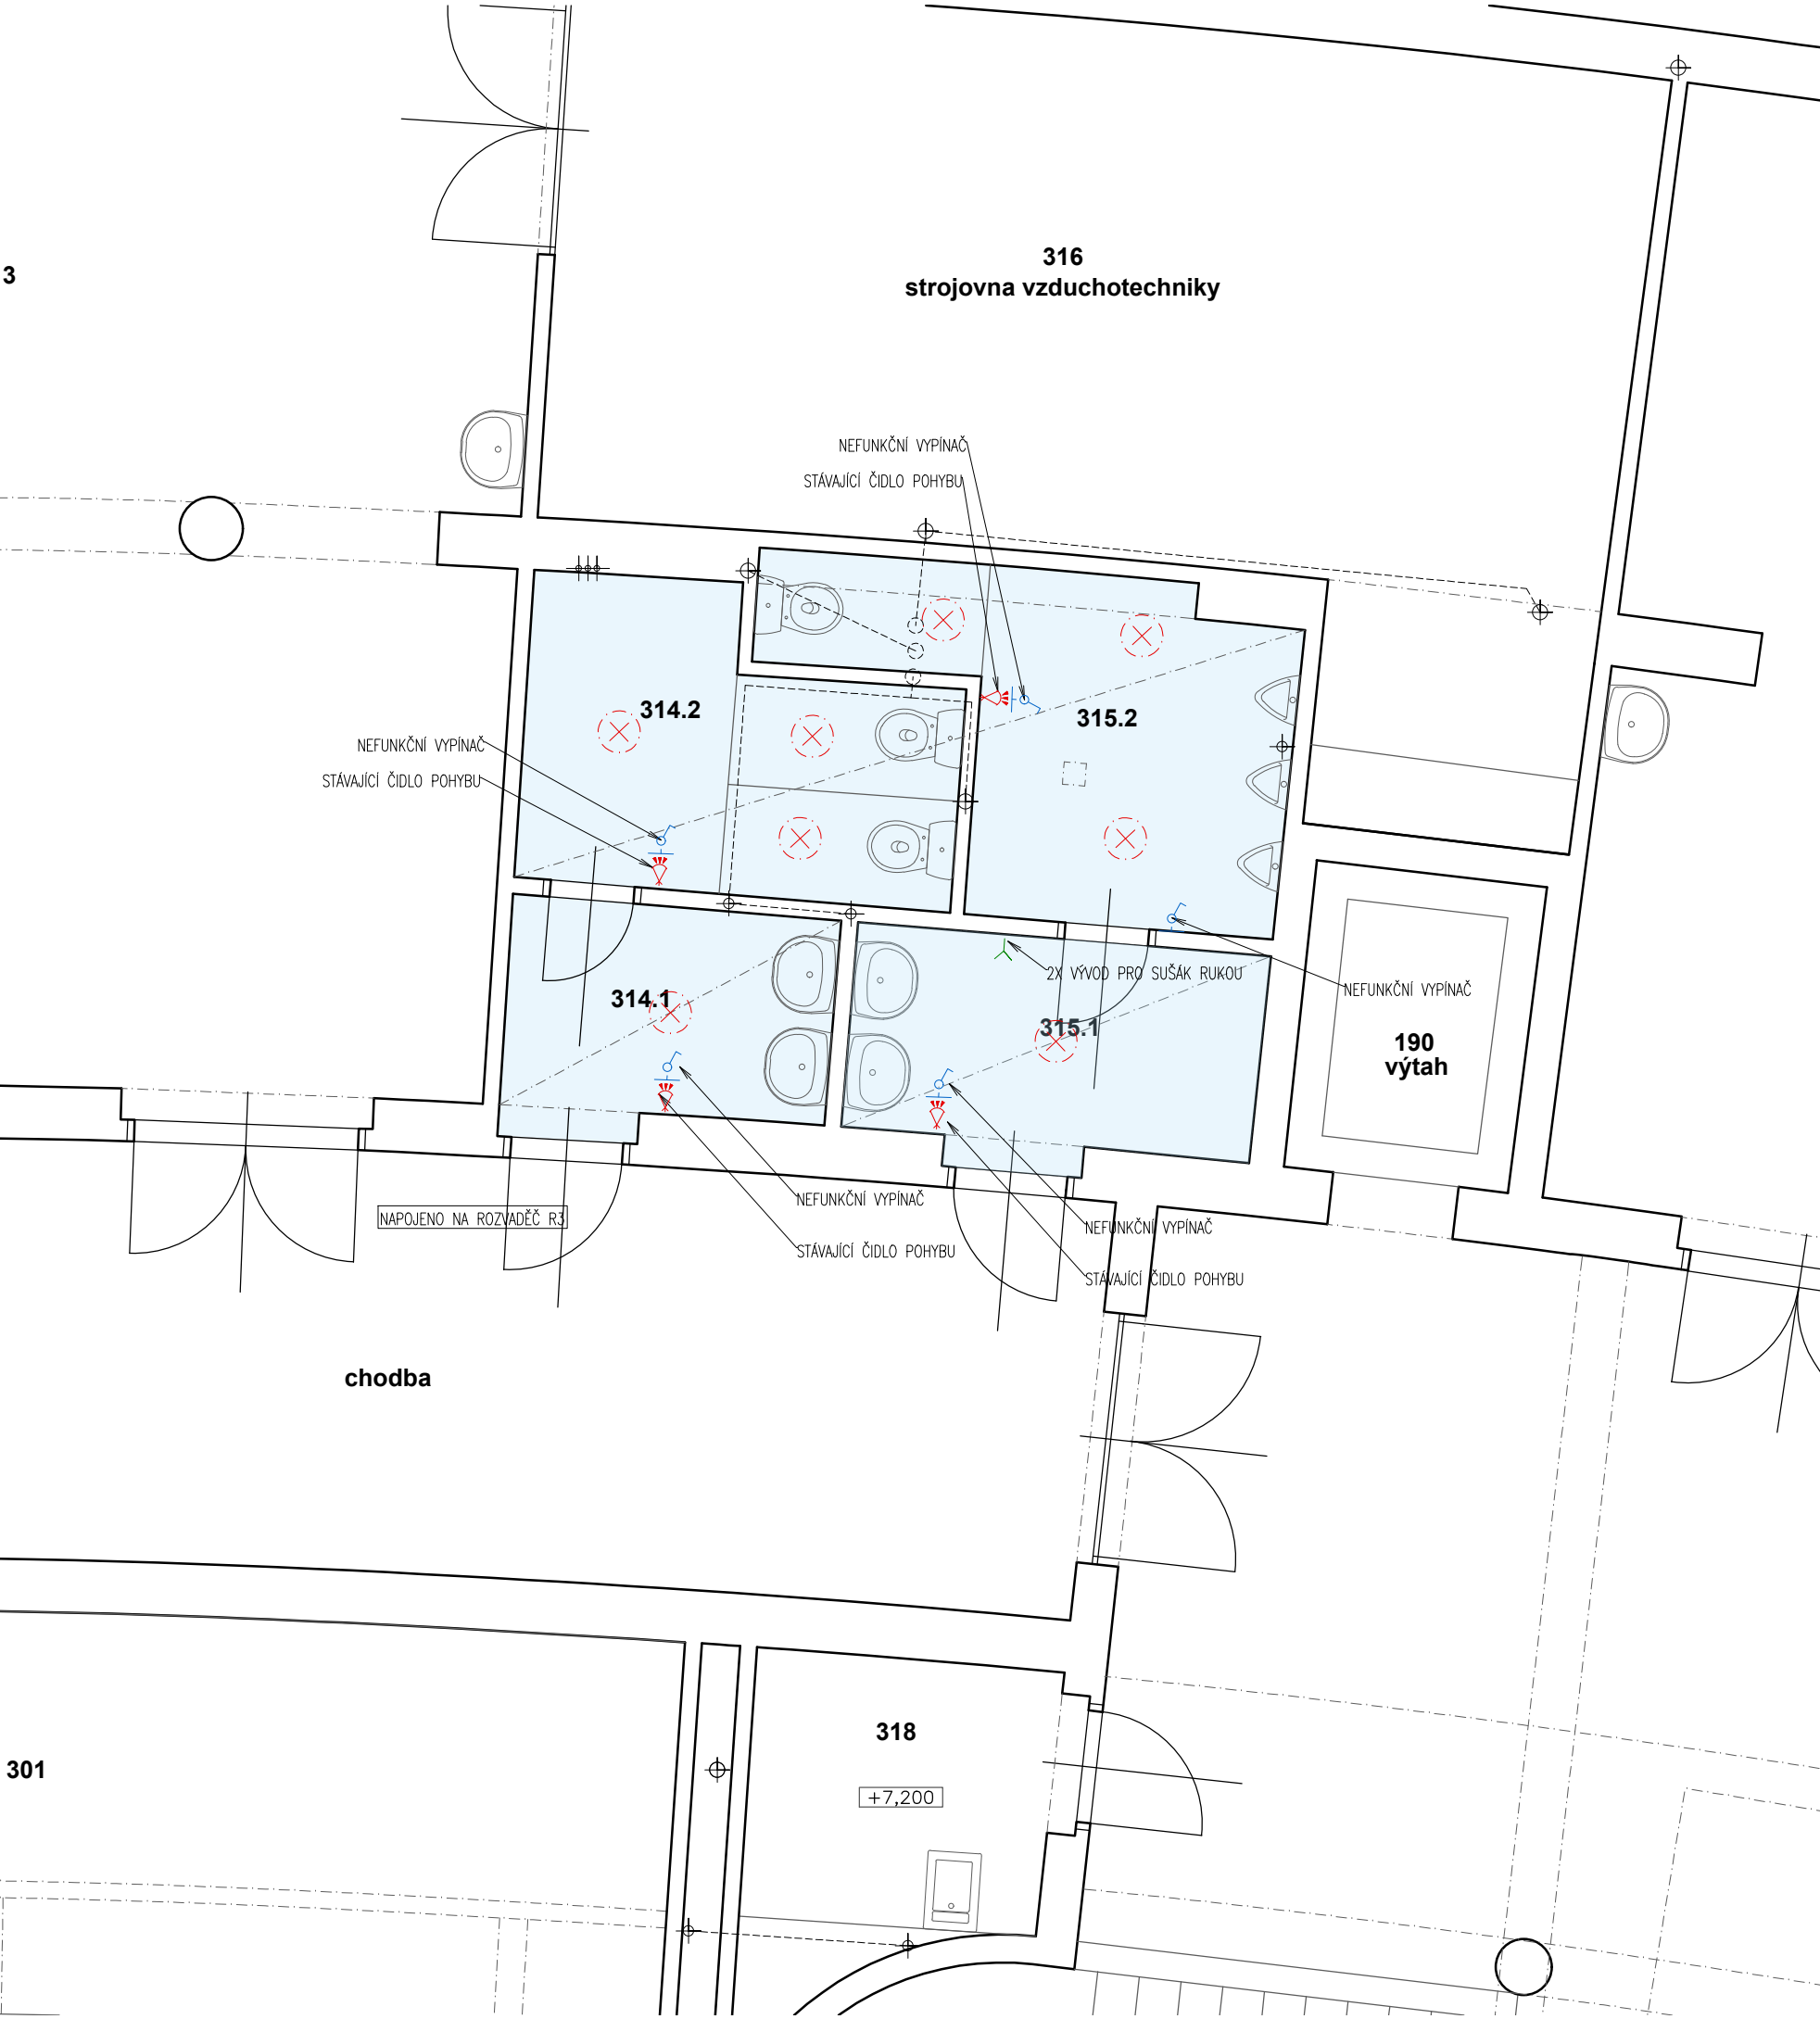 316
strojovna vzduchotechniky
3
NEFUNKČNÍ VYPÍNAČ
STÁVAJÍCÍ ČIDLO POHYBU
314.2
315.2
NEFUNKČNÍ VYPÍNAČ
STÁVAJÍCÍ ČIDLO POHYBU
2X VÝVOD PRO SUŠÁK RUKOU
NEFUNKČNÍ VYPÍNAČ
314.1
315.1
190
výtah
NEFUNKČNÍ VYPÍNAČ
STÁVAJÍCÍ ČIDLO POHYBU
NEFUNKČNÍ VYPÍNAČ
STÁVAJÍCÍ ČIDLO POHYBU
NAPOJENO NA ROZVADĚČ R3
chodba
318
301
+7,200